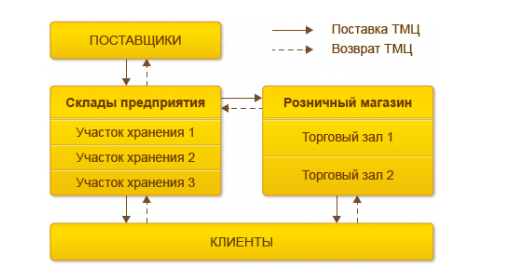 ПОСТАВЩИКИ
Поставка ТМЦ
Возврат ТМЦ
Склады предприятия
Участок хранения 1
Участок хранения 2
Участок хранения 3
Розничный магазин
Торговый зал 1
Торговый зал 2
КЛИЕНТЫ